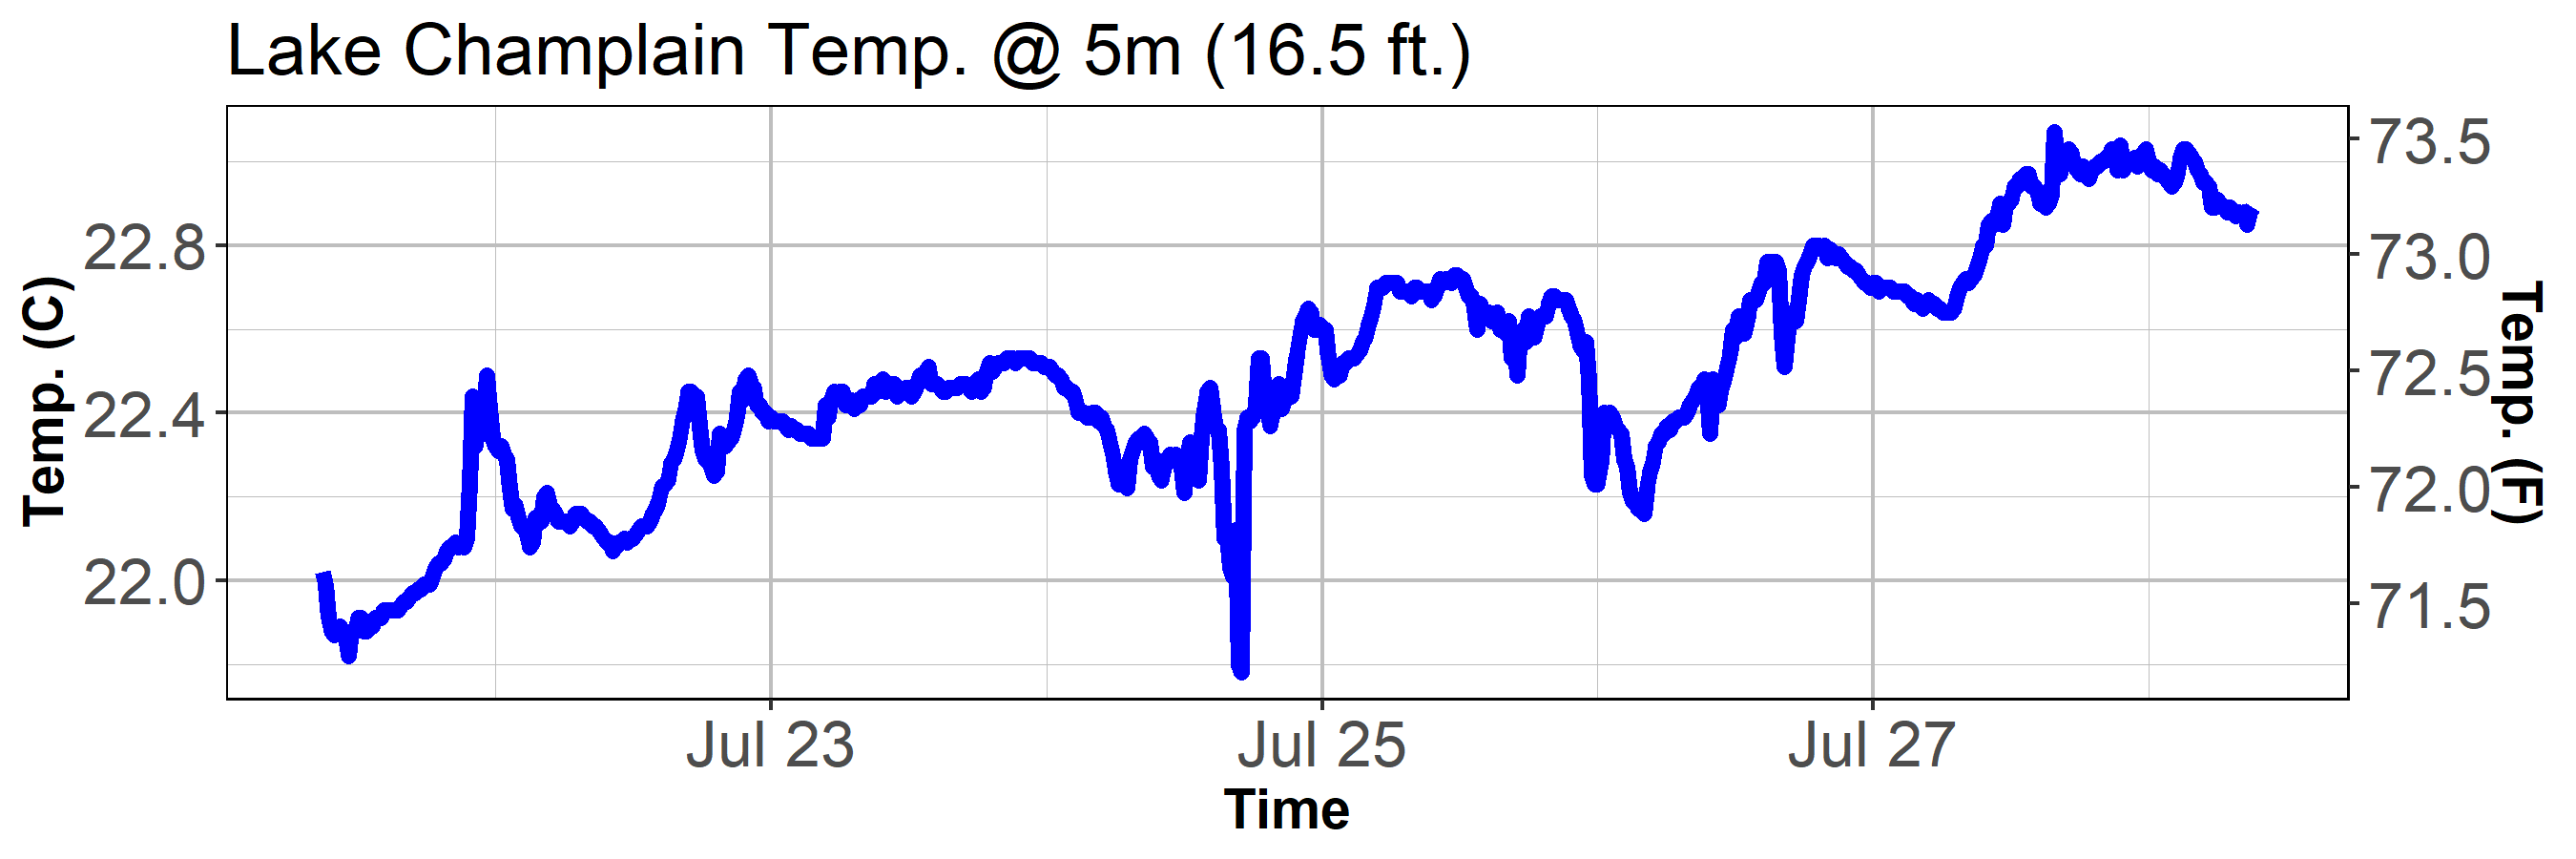 Lake Champlain Temp. @ 5m (16.5 ft.)
Temp. (C)
22.8
22.4
22.0
73.5
73.0
72.5
72.0
71.5
Temp. (F)
Jul 23 Jul 25 Jul 27
Time